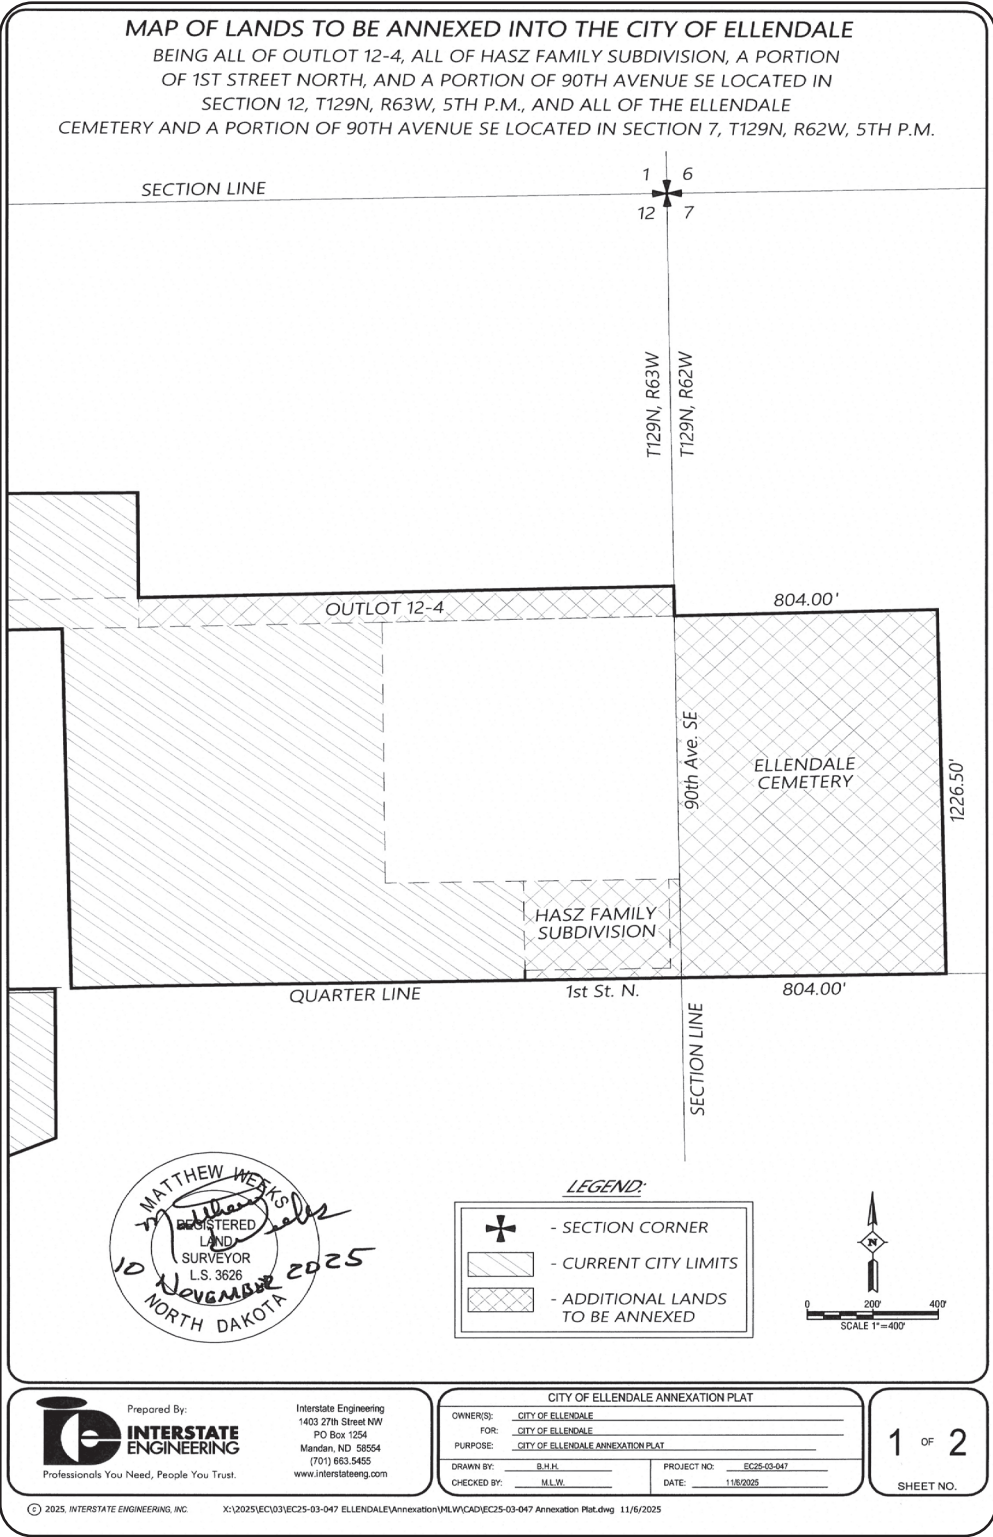 MAP OF LANDS TO BE ANNEXED INTO THE CITY OF ELLENDALE
BEING ALL OF OUTLOT 12-4, ALL OF HASZ FAMILY SUBDIVISION, A PORTION
OF 1ST STREET NORTH, AND A PORTION OF 90TH AVENUE SE LOCATED IN
SECTION 12, T129N, R63W, 5TH P.M., AND ALL OF THE ELLENDALE
CEMETERY AND A PORTION OF 90TH AVENUE SE LOCATED IN SECTION 7, T129N, R62W, 5TH P.M.
SECTION LINE
1 6
12 7
T129N, R63W
T129N, R62W
OUTLOT 12-4
804.00'
90th Ave. SE
ELLENDALE
CEMETERY
1226.50'
HASZ FAMILY
SUBDIVISION
QUARTER LINE
1st St. N.
804.00'
SECTION LINE
MATTHEW WEEKS
Matthew Weeks
REGISTERED
LAND
SURVEYOR
L.S. 3626
10 NOVEMBER 2025
NORTH DAKOTA
LEGEND:
- SECTION CORNER
- CURRENT CITY LIMITS
- ADDITIONAL LANDS
TO BE ANNEXED
N
0 200' 400'
SCALE 1"=400'
Prepared By:
INTERSTATE
ENGINEERING
Professionals You Need, People You Trust.
Interstate Engineering
1403 27th Street NW
PO Box 1254
Mandan, ND 58554
(701) 663.5455
www.interstateeng.com
CITY OF ELLENDALE ANNEXATION PLAT
OWNER(S): CITY OF ELLENDALE
FOR: CITY OF ELLENDALE
PURPOSE: CITY OF ELLENDALE ANNEXATION PLAT
DRAWN BY: B.H.H. PROJECT NO: EC25-03-047
CHECKED BY: M.L.W. DATE: 11/6/2025
1 OF 2
SHEET NO.
© 2025, INTERSTATE ENGINEERING, INC. X:\2025\EC\03\EC25-03-047 ELLENDALE\Annexation\MLW\CAD\EC25-03-047 Annexation Plat.dwg 11/6/2025